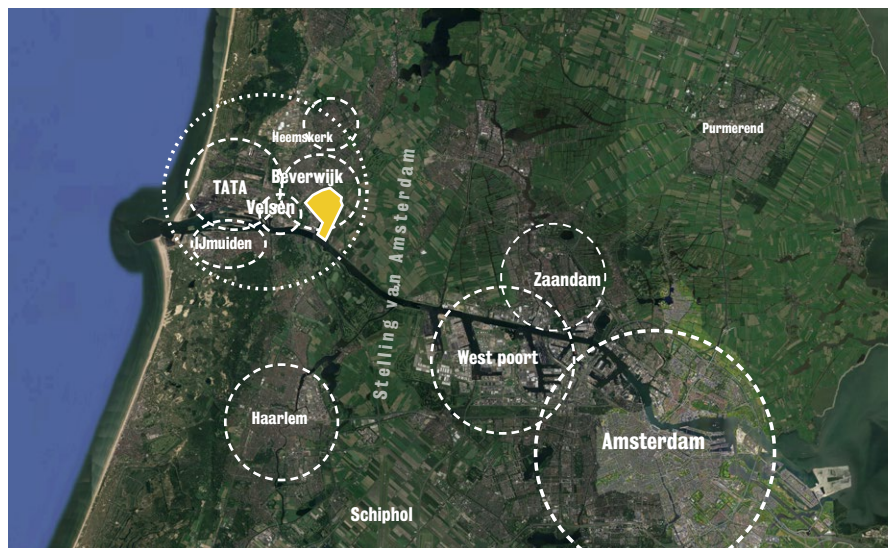 Purmerend
Heemskerk
Beverwijk
TATA
Velsen
IJmuiden
Stelling van Amsterdam
Zaandam
West poort
Haarlem
Amsterdam
Schiphol